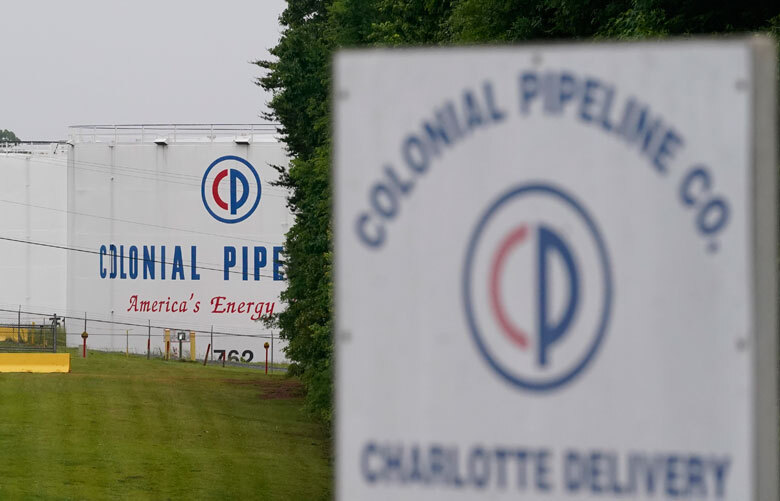 CP
COLONIAL PIPE
America's Energy
762
COLONIAL PIPELINE CO.
CP
CHARLOTTE DELIVERY